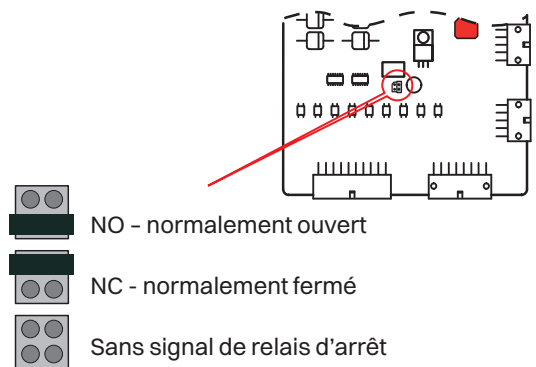 NO – normalement ouvert
NC - normalement fermé
Sans signal de relais d’arrêt